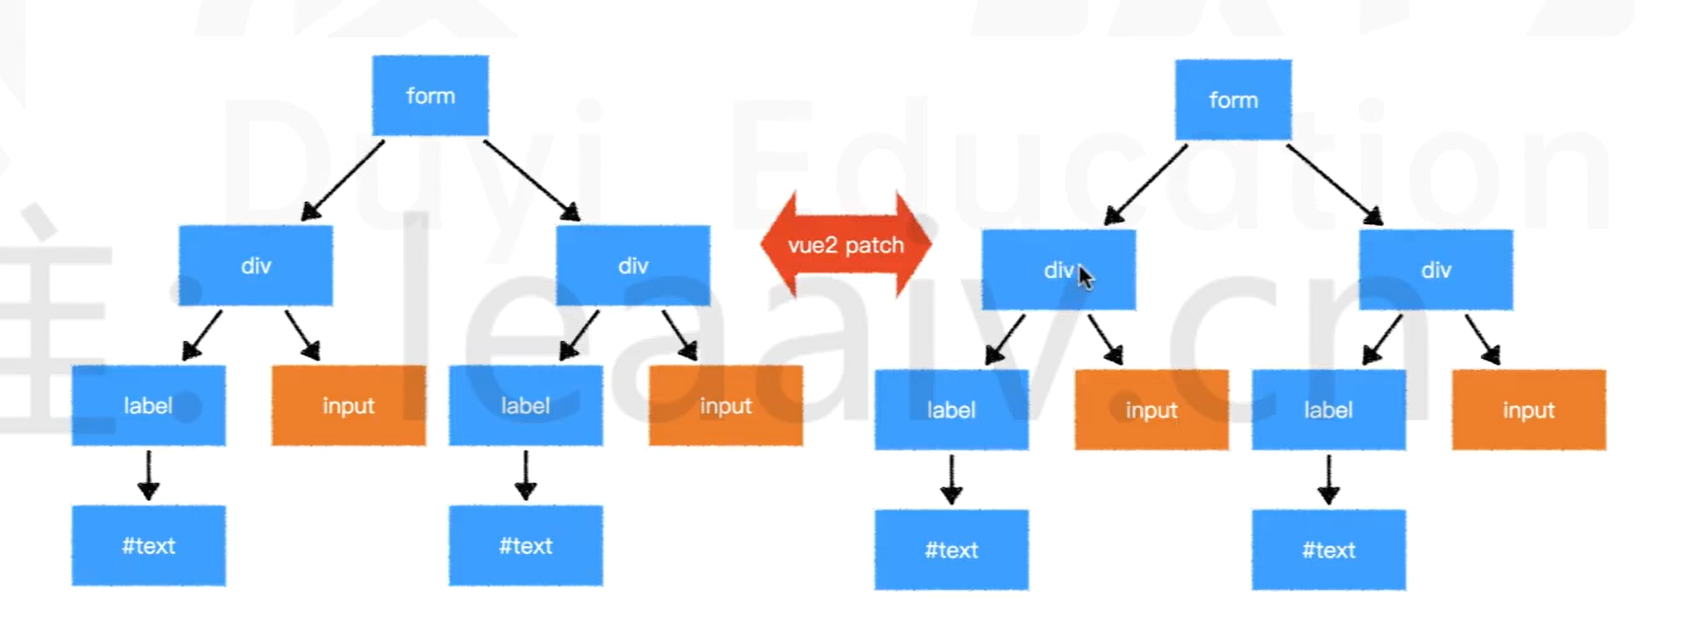 form
form
Duyi Education
div
div
vue2 patch
div
div
主：leaaiv.cn
label
input
label
input
label
input
label
input
#text
#text
#text
#text